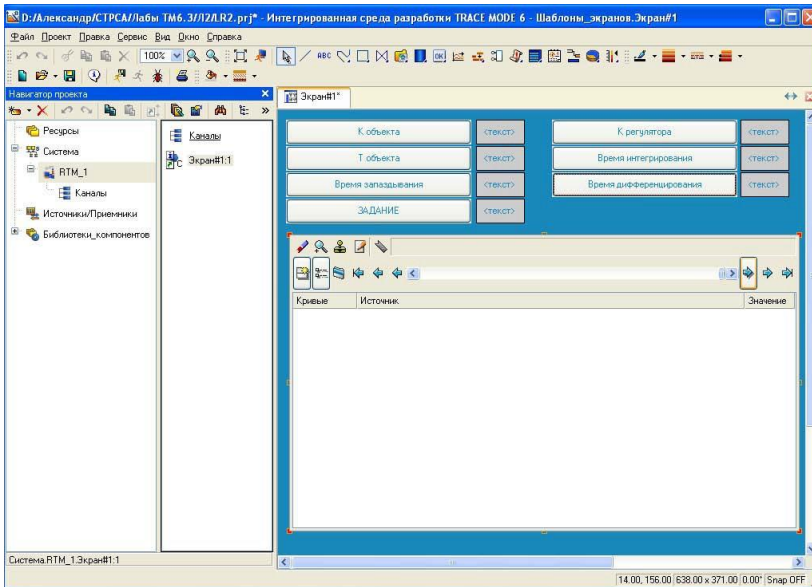 D:/Александр/СТРСА/Лабы ТМ6.3/Л2/LR2.prj* - Интегрированная среда разработки TRACE MODE 6 - Шаблоны_экранов.Экран#1
Файл Проект Правка Сервис Вид Окно Справка
100%
ABC
OK
Навигатор проекта
Экран#1*
Ресурсы
Система
RTM_1
Каналы
Источники/Приемники
Библиотеки_компонентов
Каналы
Экран#1:1
К объекта <текст> К регулятора <текст>
Т объекта <текст> Время интегрирования <текст>
Время запаздывания <текст> Время дифференцирования <текст>
ЗАДАНИЕ <текст>
Кривые Источник Значение
Система.RTM_1.Экран#1:1
14.00, 156.00 638.00 x 371.00 0.00° Snap OFF